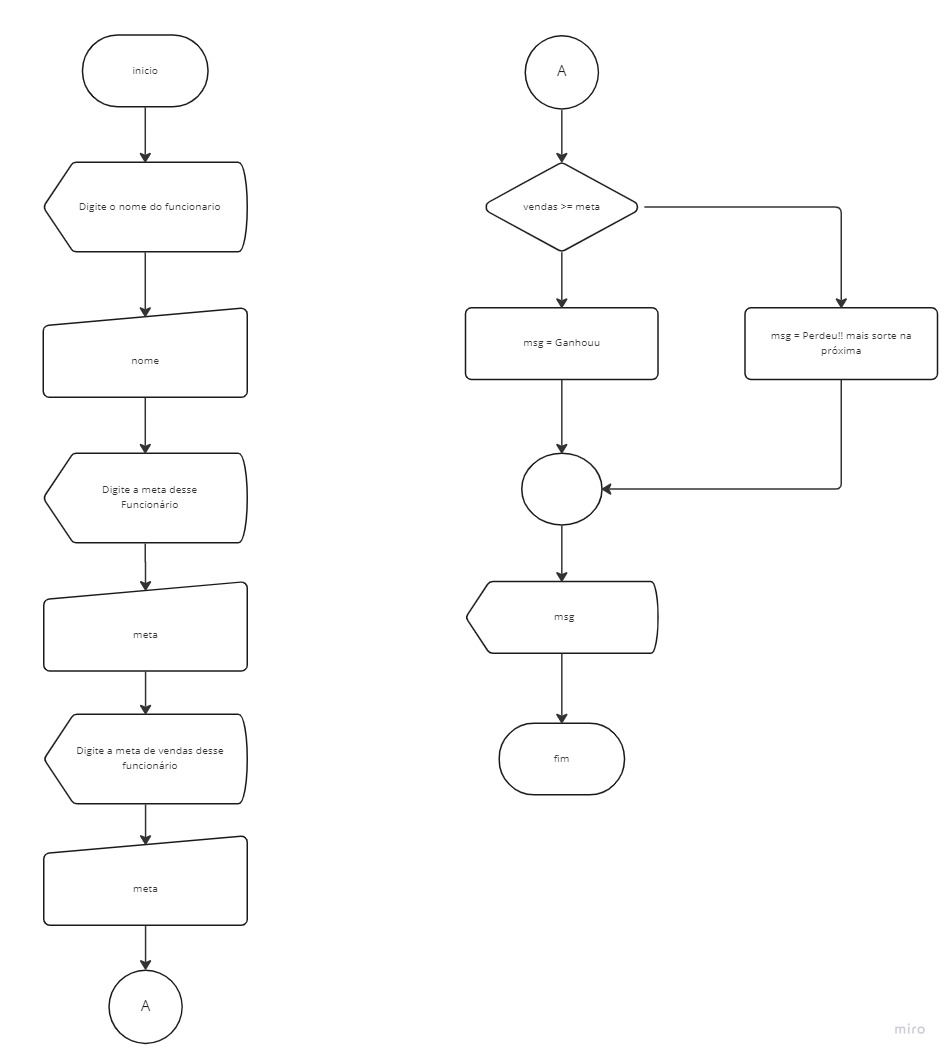 inicio
Digite o nome do funcionario
nome
Digite a meta desse
Funcionário
meta
Digite a meta de vendas desse
funcionário
meta
A
A
vendas >= meta
msg = Ganhouu
msg = Perdeu!! mais sorte na
próxima
msg
fim
miro